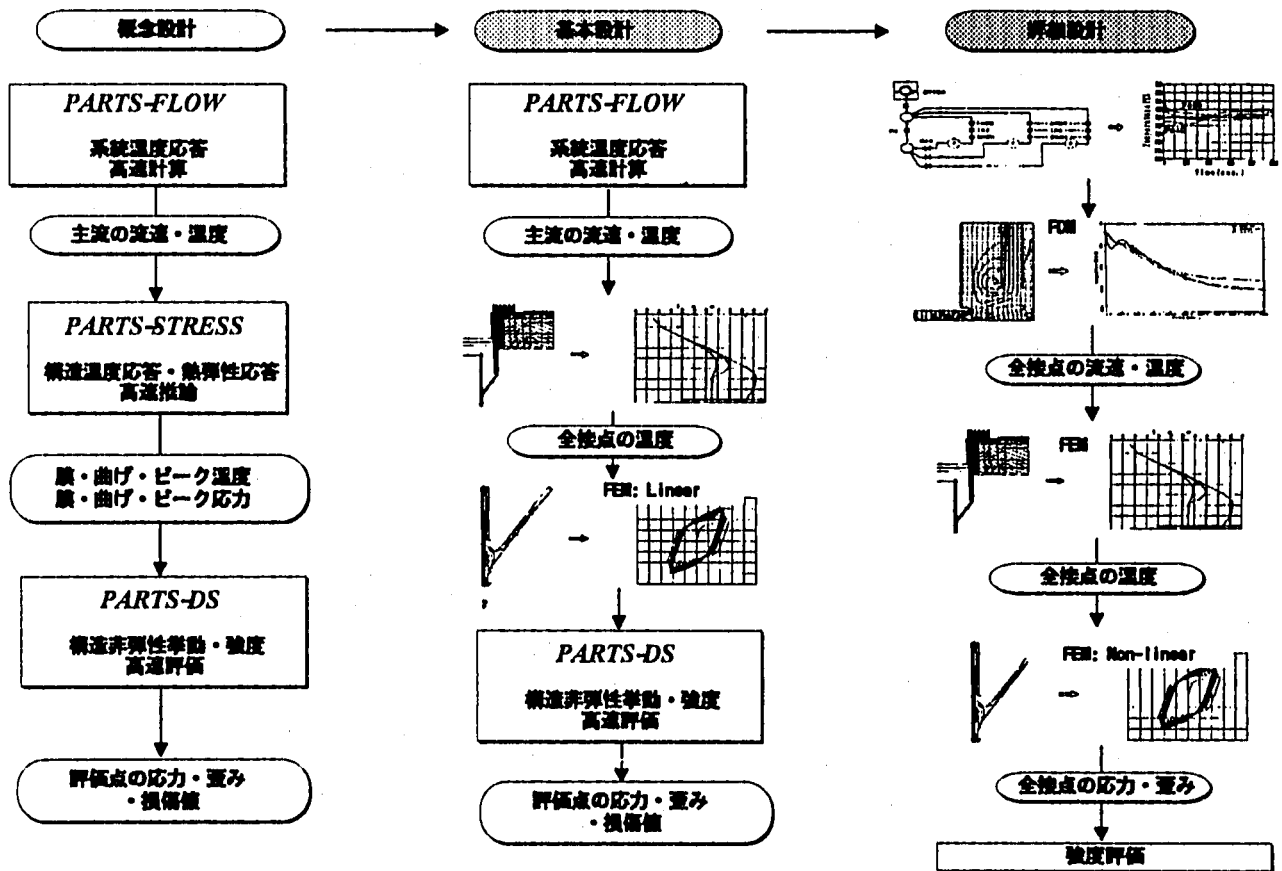 概念設計
基本設計
詳細設計
PARTS-FLOW
系統温度応答
高速計算
主流の流速・温度
PARTS-STRESS
構造温度応答・熱弾性応答
高速推論
膜・曲げ・ピーク温度
膜・曲げ・ピーク応力
PARTS-DS
構造非弾性挙動・強度
高速評価
評価点の応力・歪み
・損傷値
PARTS-FLOW
系統温度応答
高速計算
主流の流速・温度
全接点の温度
FEM: Linear
PARTS-DS
構造非弾性挙動・強度
高速評価
評価点の応力・歪み
・損傷値
Time(sec.)
FDM
全接点の流速・温度
FEM
全接点の温度
FEM: Non-linear
全接点の応力・歪み
強度評価